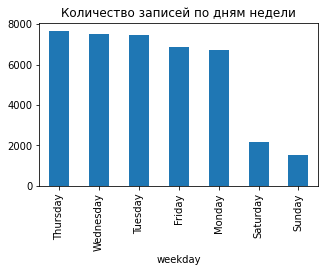 Количество записей по дням недели
8000
6000
4000
2000
0
Thursday
Wednesday
Tuesday
Friday
Monday
Saturday
Sunday
weekday